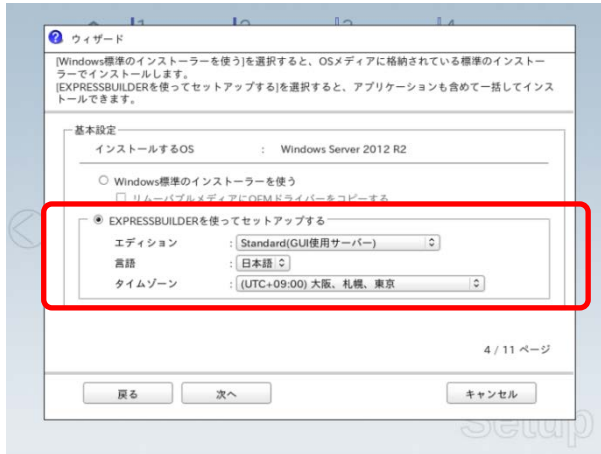 ウィザード
[Windows標準のインストーラーを使う]を選択すると、OSメディアに格納されている標準のインストー
ラーでインストールします。
[EXPRESSBUILDERを使ってセットアップする]を選択すると、アプリケーションも含めて一括してインス
トールできます。
基本設定
インストールするOS : Windows Server 2012 R2
Windows標準のインストーラーを使う
リムーバブルメディアにOEMドライバーをコピーする
EXPRESSBUILDERを使ってセットアップする
エディション : Standard(GUI使用サーバー)
言語 : 日本語
タイムゾーン : (UTC+09:00) 大阪、札幌、東京
4 / 11 ページ
戻る 次へ キャンセル
Setup